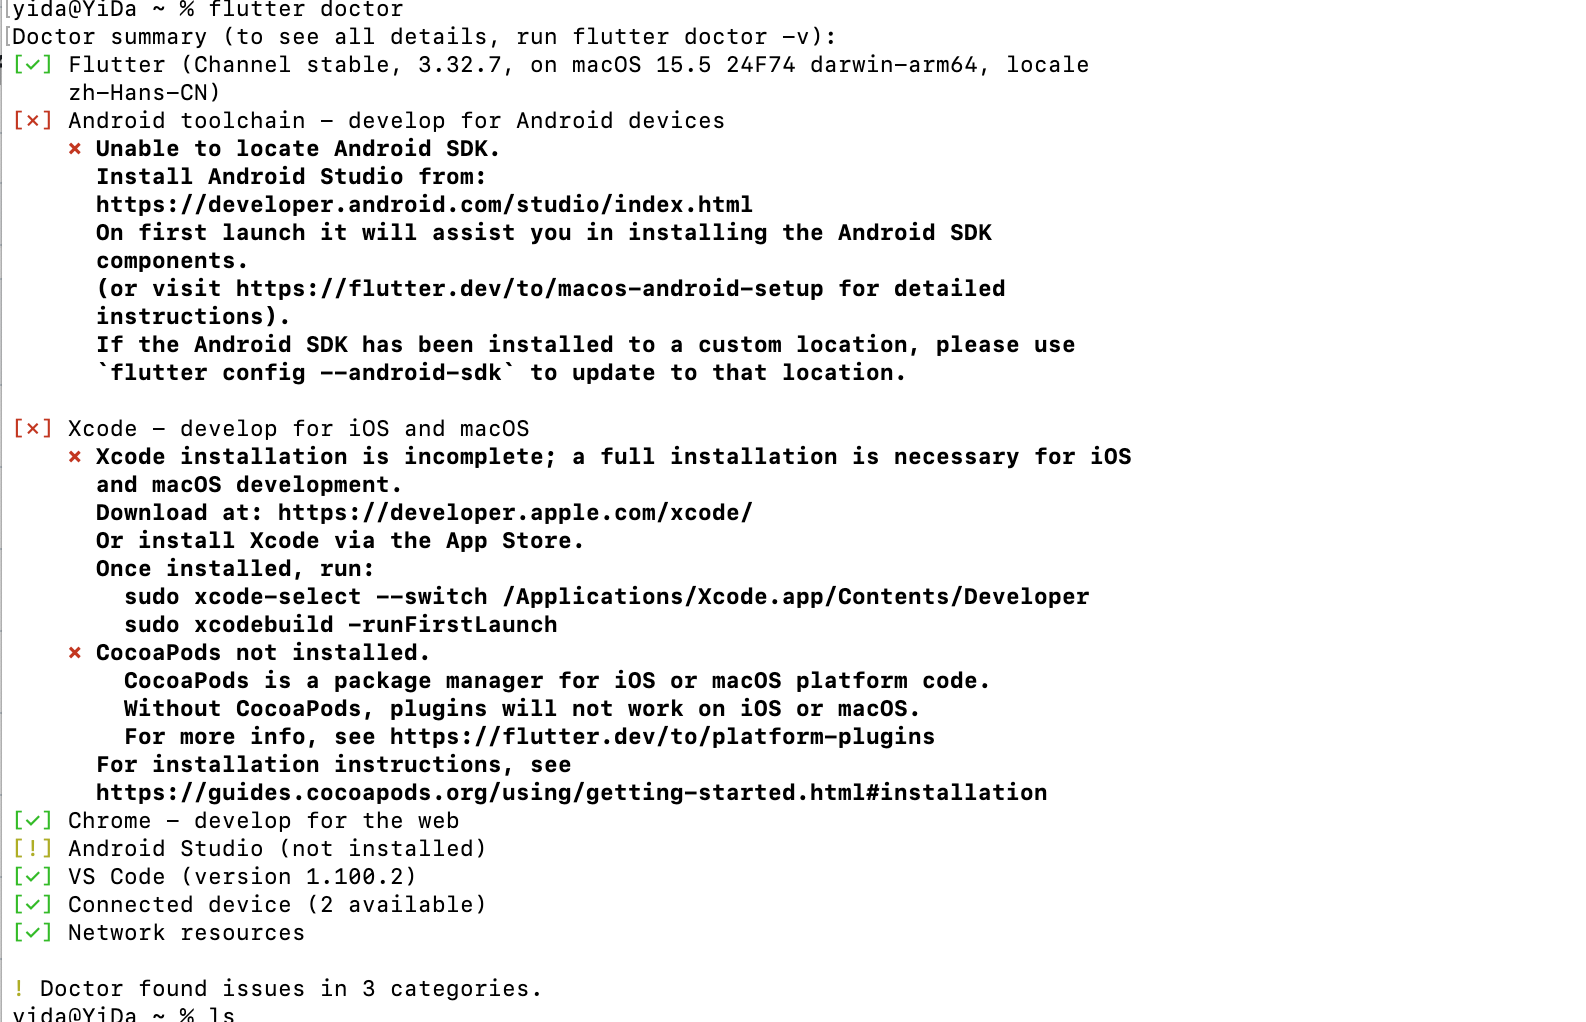 yida@YiDa ~ % flutter doctor
Doctor summary (to see all details, run flutter doctor -v):
[✓] Flutter (Channel stable, 3.32.7, on macOS 15.5 24F74 darwin-arm64, locale
zh-Hans-CN)
[✗] Android toolchain - develop for Android devices
✗ Unable to locate Android SDK.
Install Android Studio from:
https://developer.android.com/studio/index.html
On first launch it will assist you in installing the Android SDK
components.
(or visit https://flutter.dev/to/macos-android-setup for detailed
instructions).
If the Android SDK has been installed to a custom location, please use
`flutter config --android-sdk` to update to that location.
[✗] Xcode - develop for iOS and macOS
✗ Xcode installation is incomplete; a full installation is necessary for iOS
and macOS development.
Download at: https://developer.apple.com/xcode/
Or install Xcode via the App Store.
Once installed, run:
sudo xcode-select --switch /Applications/Xcode.app/Contents/Developer
sudo xcodebuild -runFirstLaunch
✗ CocoaPods not installed.
CocoaPods is a package manager for iOS or macOS platform code.
Without CocoaPods, plugins will not work on iOS or macOS.
For more info, see https://flutter.dev/to/platform-plugins
For installation instructions, see
https://guides.cocoapods.org/using/getting-started.html#installation
[✓] Chrome - develop for the web
[!] Android Studio (not installed)
[✓] VS Code (version 1.100.2)
[✓] Connected device (2 available)
[✓] Network resources
! Doctor found issues in 3 categories.
yida@YiDa ~ % ls